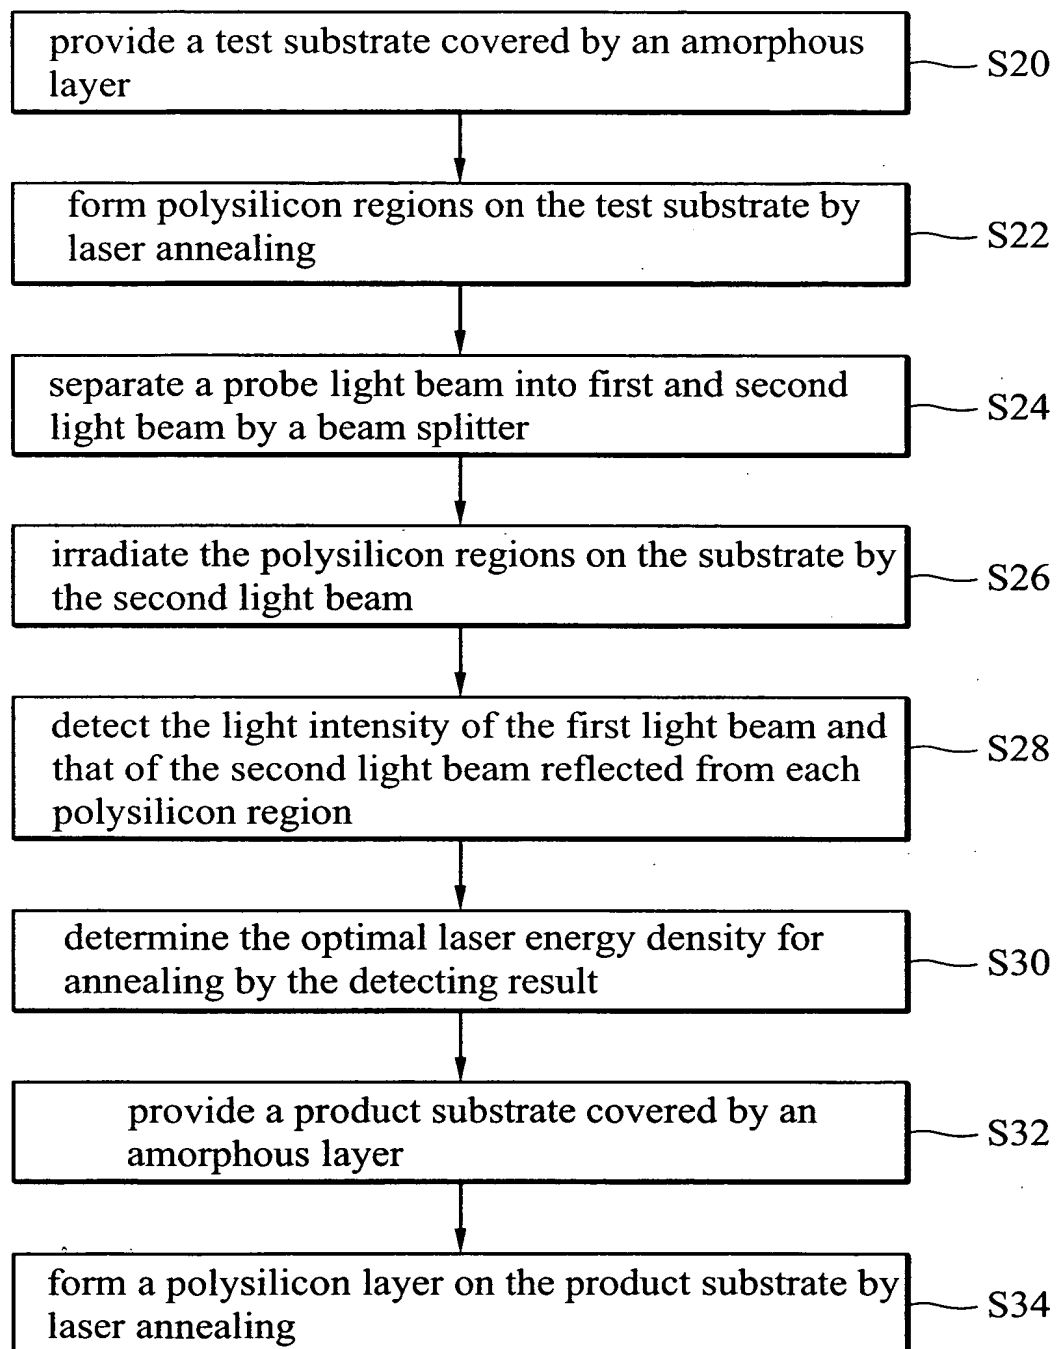 provide a test substrate covered by an amorphous
layer
S20
form polysilicon regions on the test substrate by
laser annealing
S22
separate a probe light beam into first and second
light beam by a beam splitter
S24
irradiate the polysilicon regions on the substrate by
the second light beam
S26
detect the light intensity of the first light beam and
that of the second light beam reflected from each
polysilicon region
S28
determine the optimal laser energy density for
annealing by the detecting result
S30
provide a product substrate covered by an
amorphous layer
S32
form a polysilicon layer on the product substrate by
laser annealing
S34